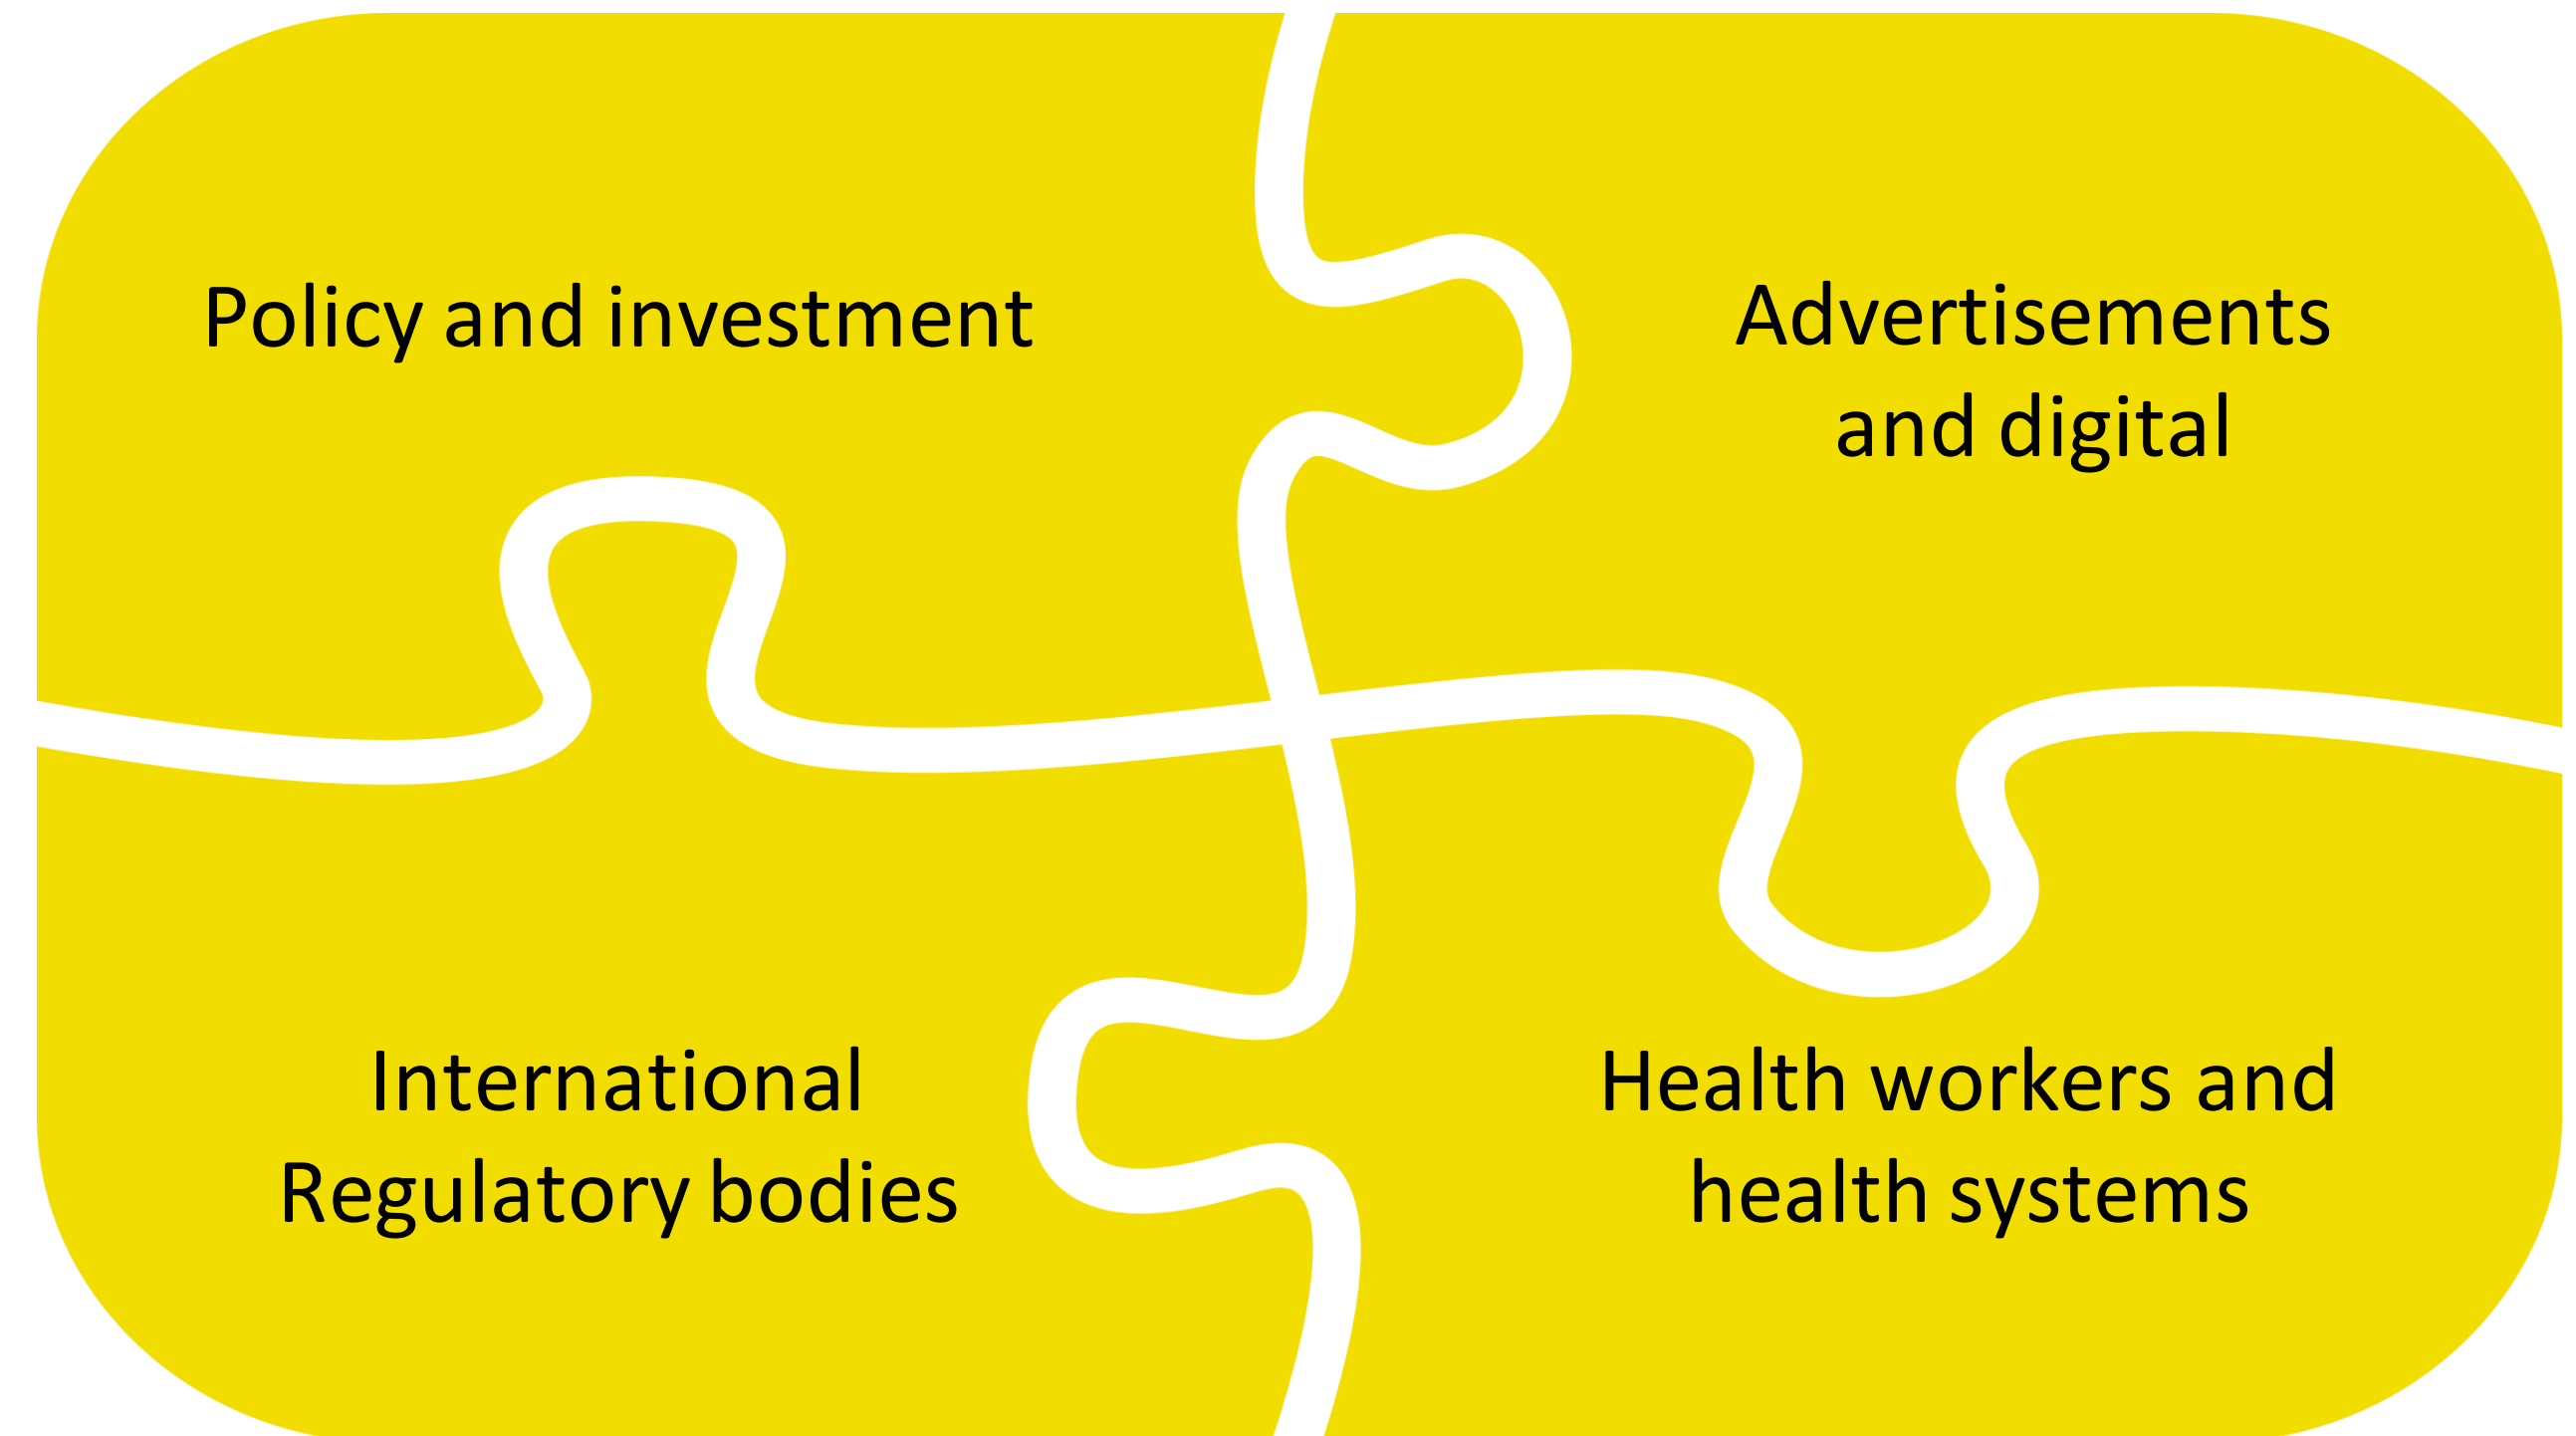 Policy and investment
Advertisements
and digital
International
Regulatory bodies
Health workers and
health systems